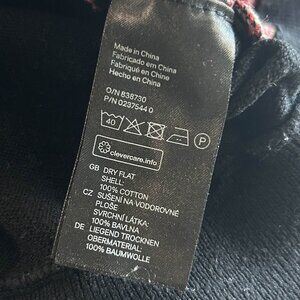 Made in China
Fabricado em China
Fabriqué en Chine
Hecho en China
O/N 838730
P/N 0237544 0
40
P
clevercare.info
GB DRY FLAT
SHELL:
100% COTTON
CZ SUŠENÍ NA VODOROVNÉ
PLOŠE
SVRCHNÍ LÁTKA:
100% BAVLNA
DE LIEGEND TROCKNEN
OBERMATERIAL:
100% BAUMWOLLE